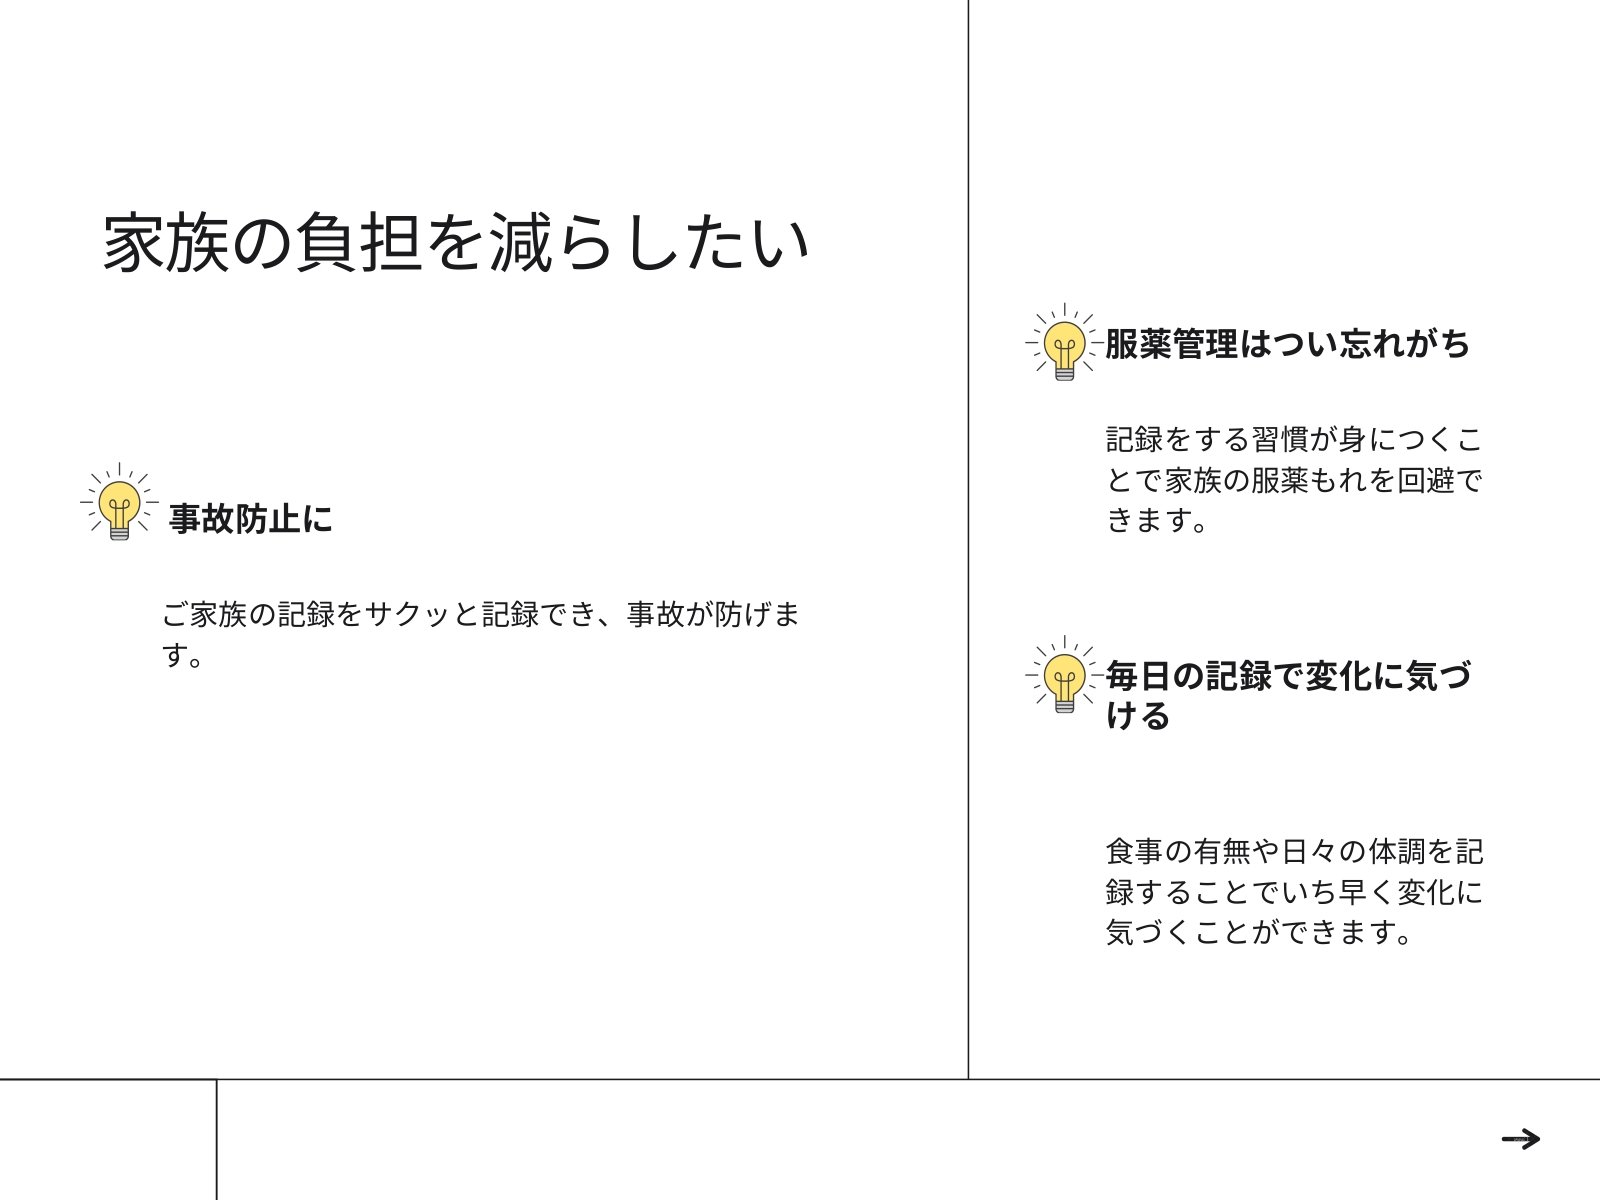 家族の負担を減らしたい
事故防止に
ご家族の記録をサクッと記録でき、事故が防げま
す。
服薬管理はつい忘れがち
記録をする習慣が身につくこ
とで家族の服薬もれを回避で
きます。
毎日の記録で変化に気づ
ける
食事の有無や日々の体調を記
録することでいち早く変化に
気づくことができます。